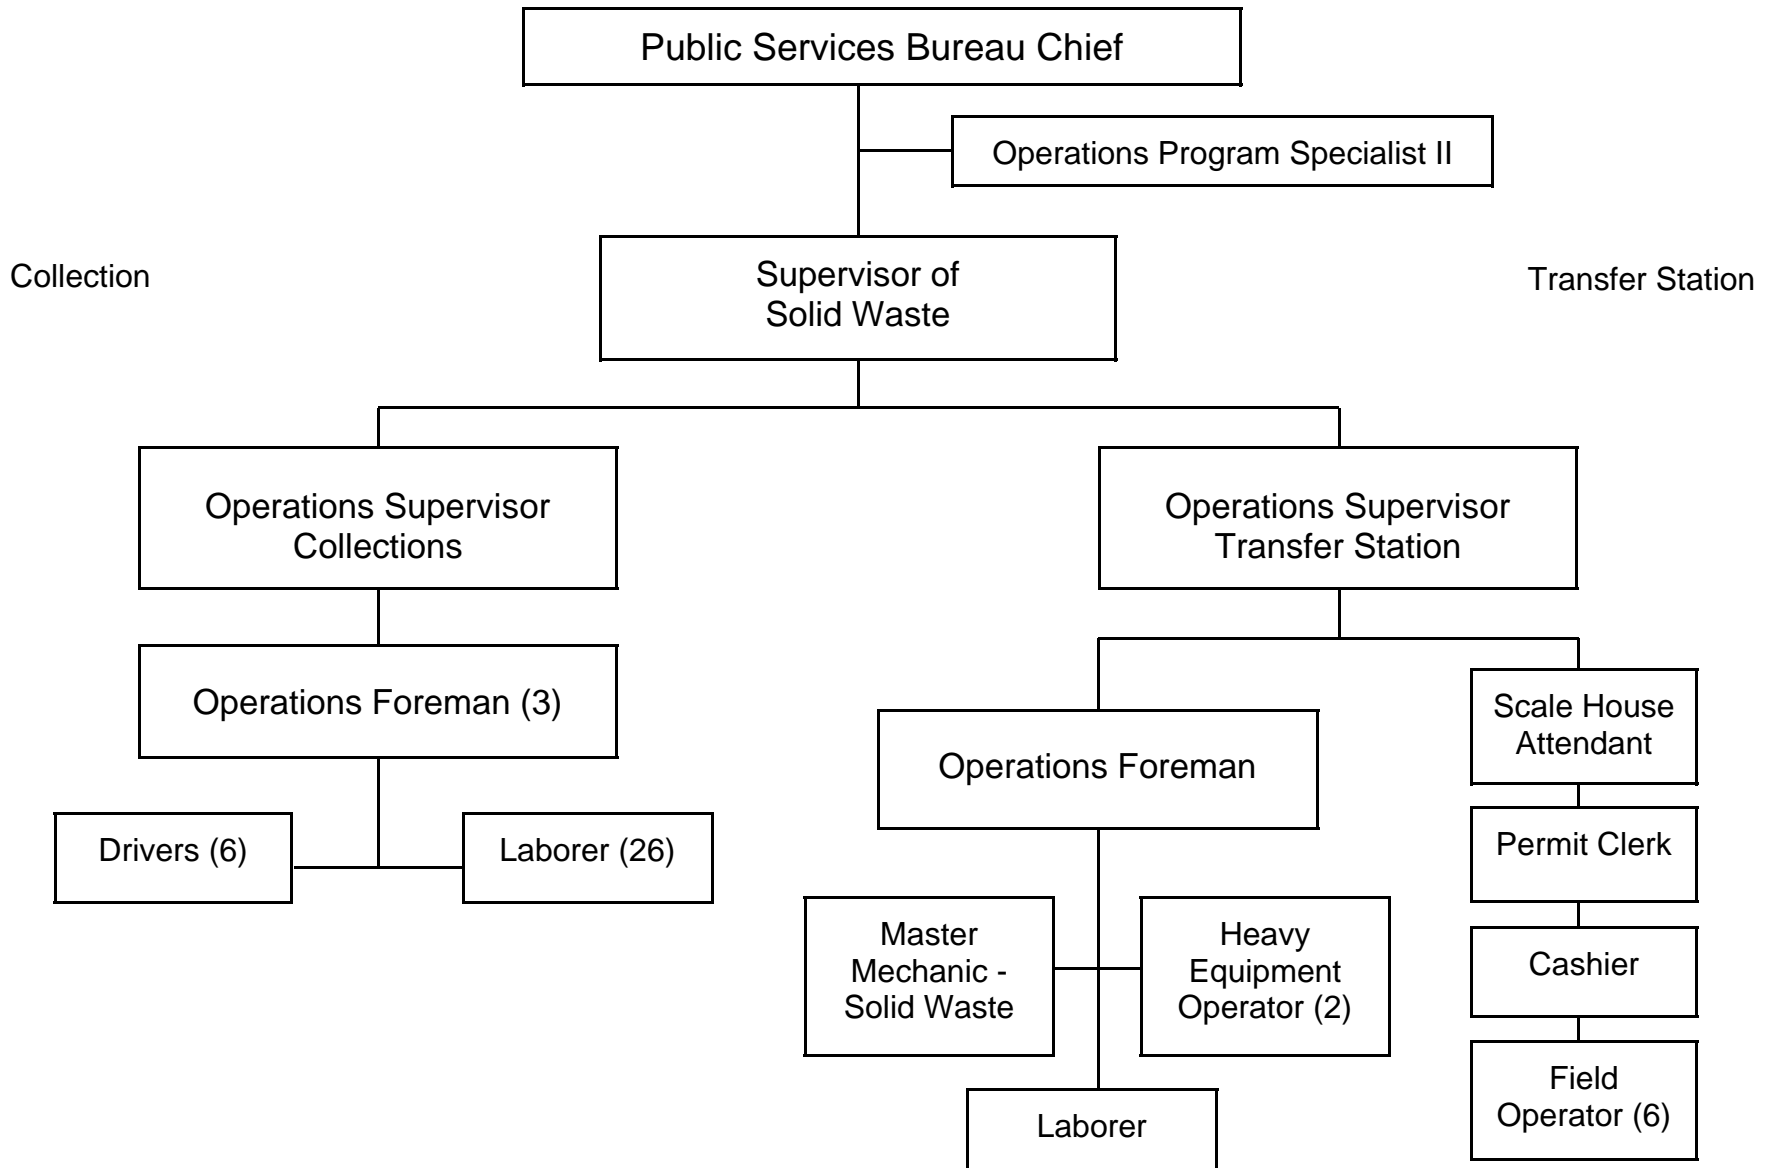 Public Services Bureau Chief
Operations Program Specialist II
Collection
Supervisor of
Solid Waste
Transfer Station
Operations Supervisor
Collections
Operations Supervisor
Transfer Station
Operations Foreman (3)
Drivers (6)
Laborer (26)
Operations Foreman
Master
Mechanic -
Solid Waste
Heavy
Equipment
Operator (2)
Laborer
Scale House
Attendant
Permit Clerk
Cashier
Field
Operator (6)